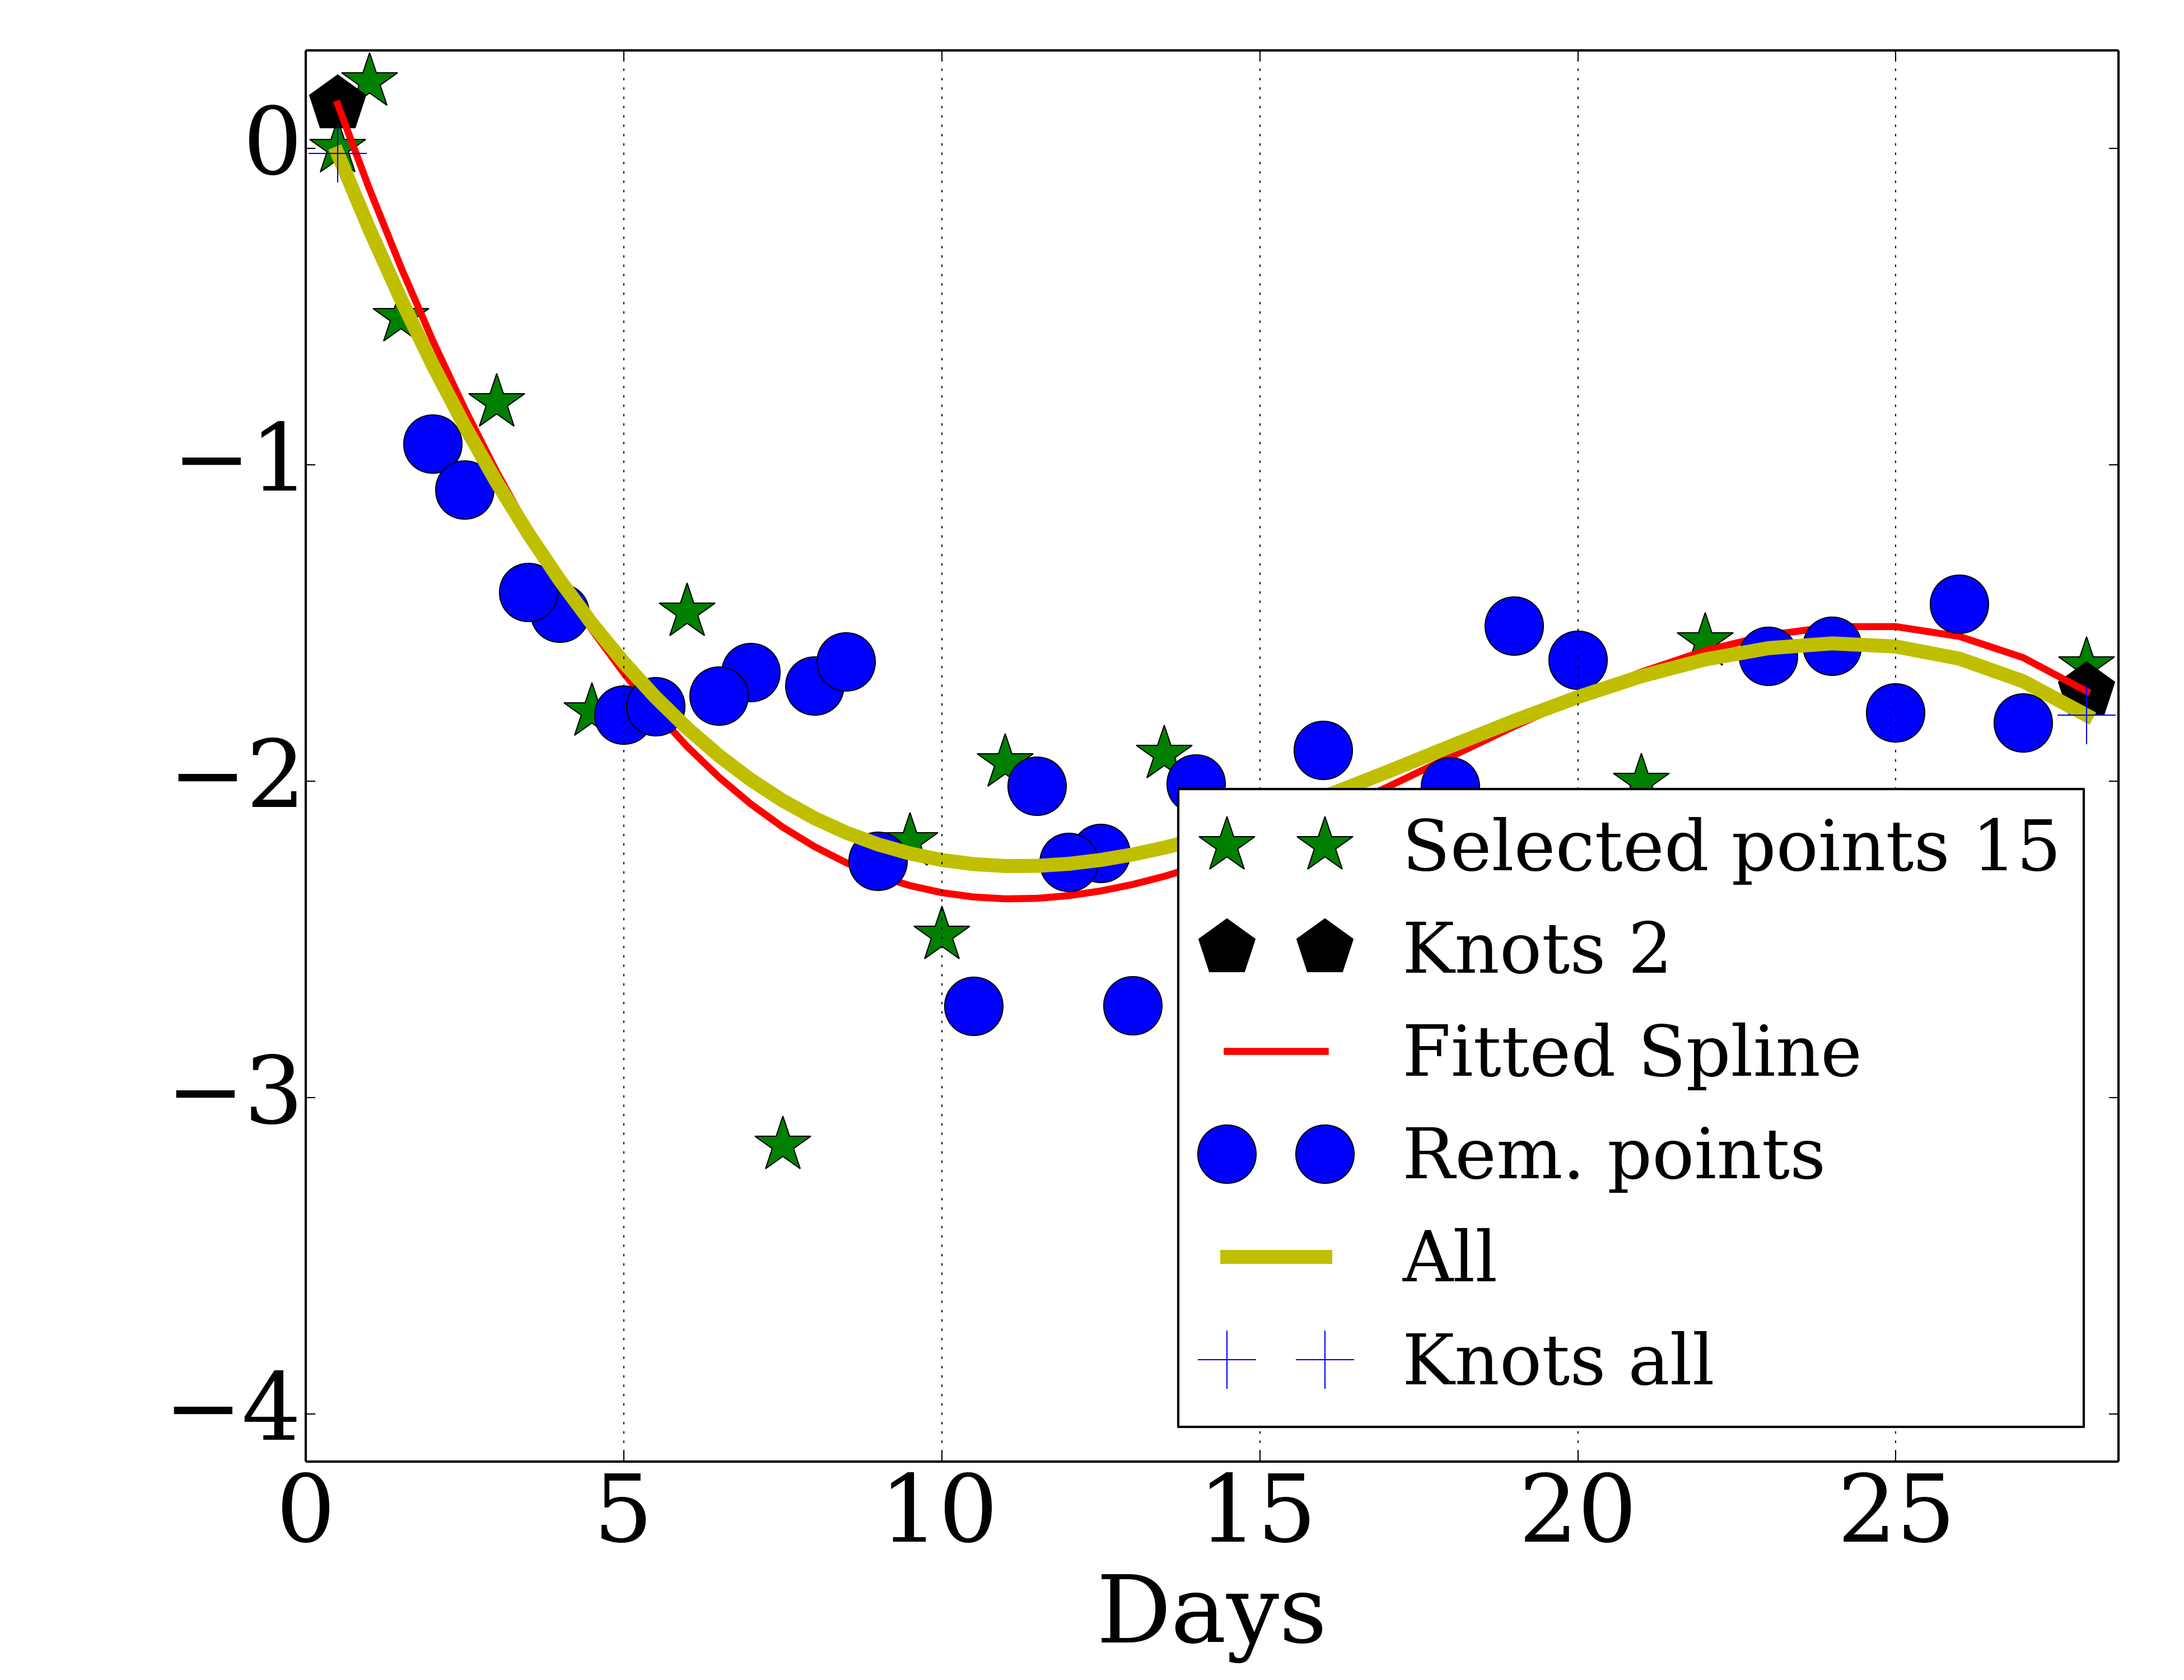 0
−1
−2
−3
−4
Selected points 15
Knots 2
Fitted Spline
Rem. points
All
Knots all
0 5 10 15 20 25
Days